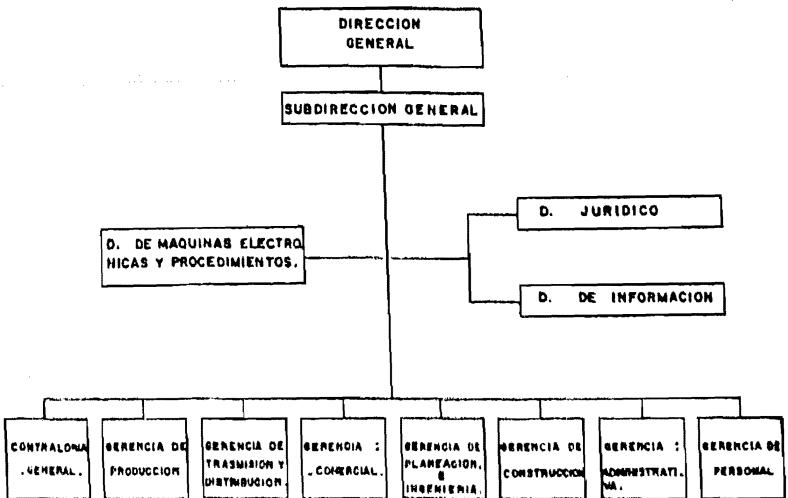 DIRECCION
GENERAL
SUBDIRECCION GENERAL
D. JURIDICO
D. DE MAQUINAS ELECTRO
NICAS Y PROCEDIMIENTOS.
D. DE INFORMACION
CONTRALORIA
GENERAL.
GERENCIA DE
PRODUCCION
GERENCIA DE
TRASMISION Y
DISTRIBUCION.
GERENCIA :
COMERCIAL.
GERENCIA DE
PLANEACION.
E
INGENIERIA.
GERENCIA DE
CONSTRUCCION
GERENCIA :
ADMINISTRATI.
VA.
GERENCIA DE
PERSONAL